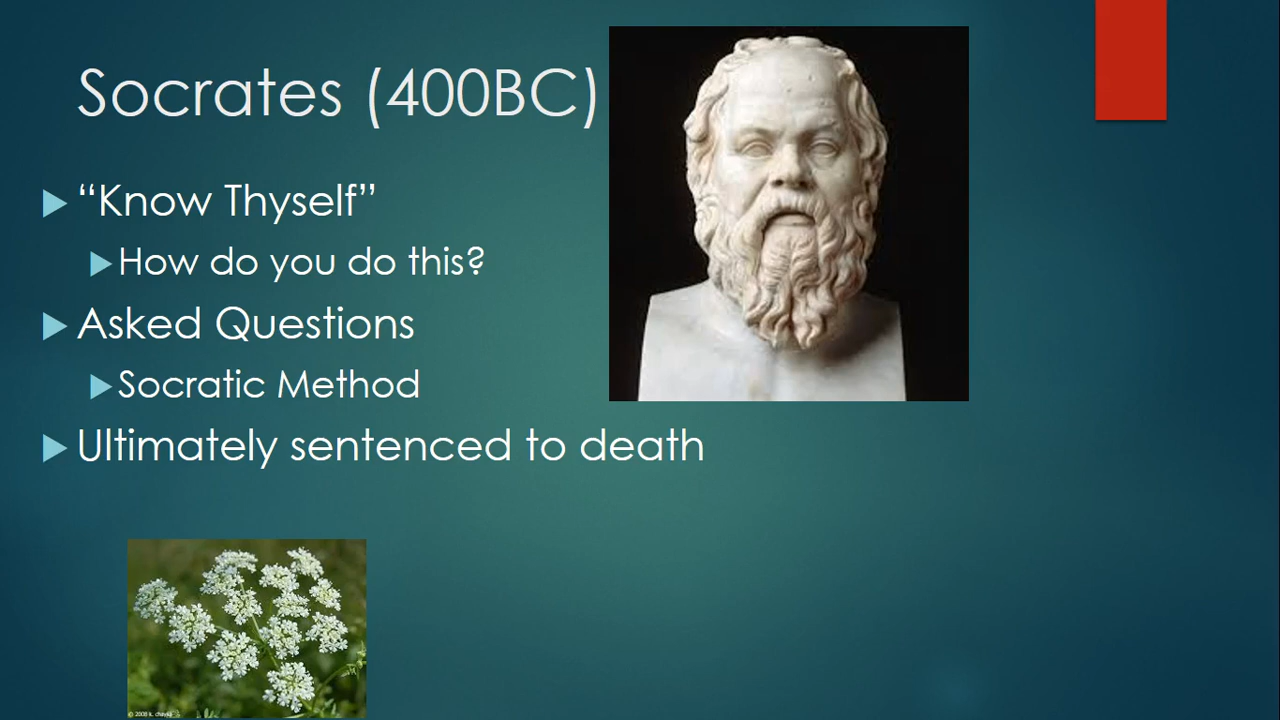 Socrates (400BC)
“Know Thyself”
How do you do this?
Asked Questions
Socratic Method
Ultimately sentenced to death